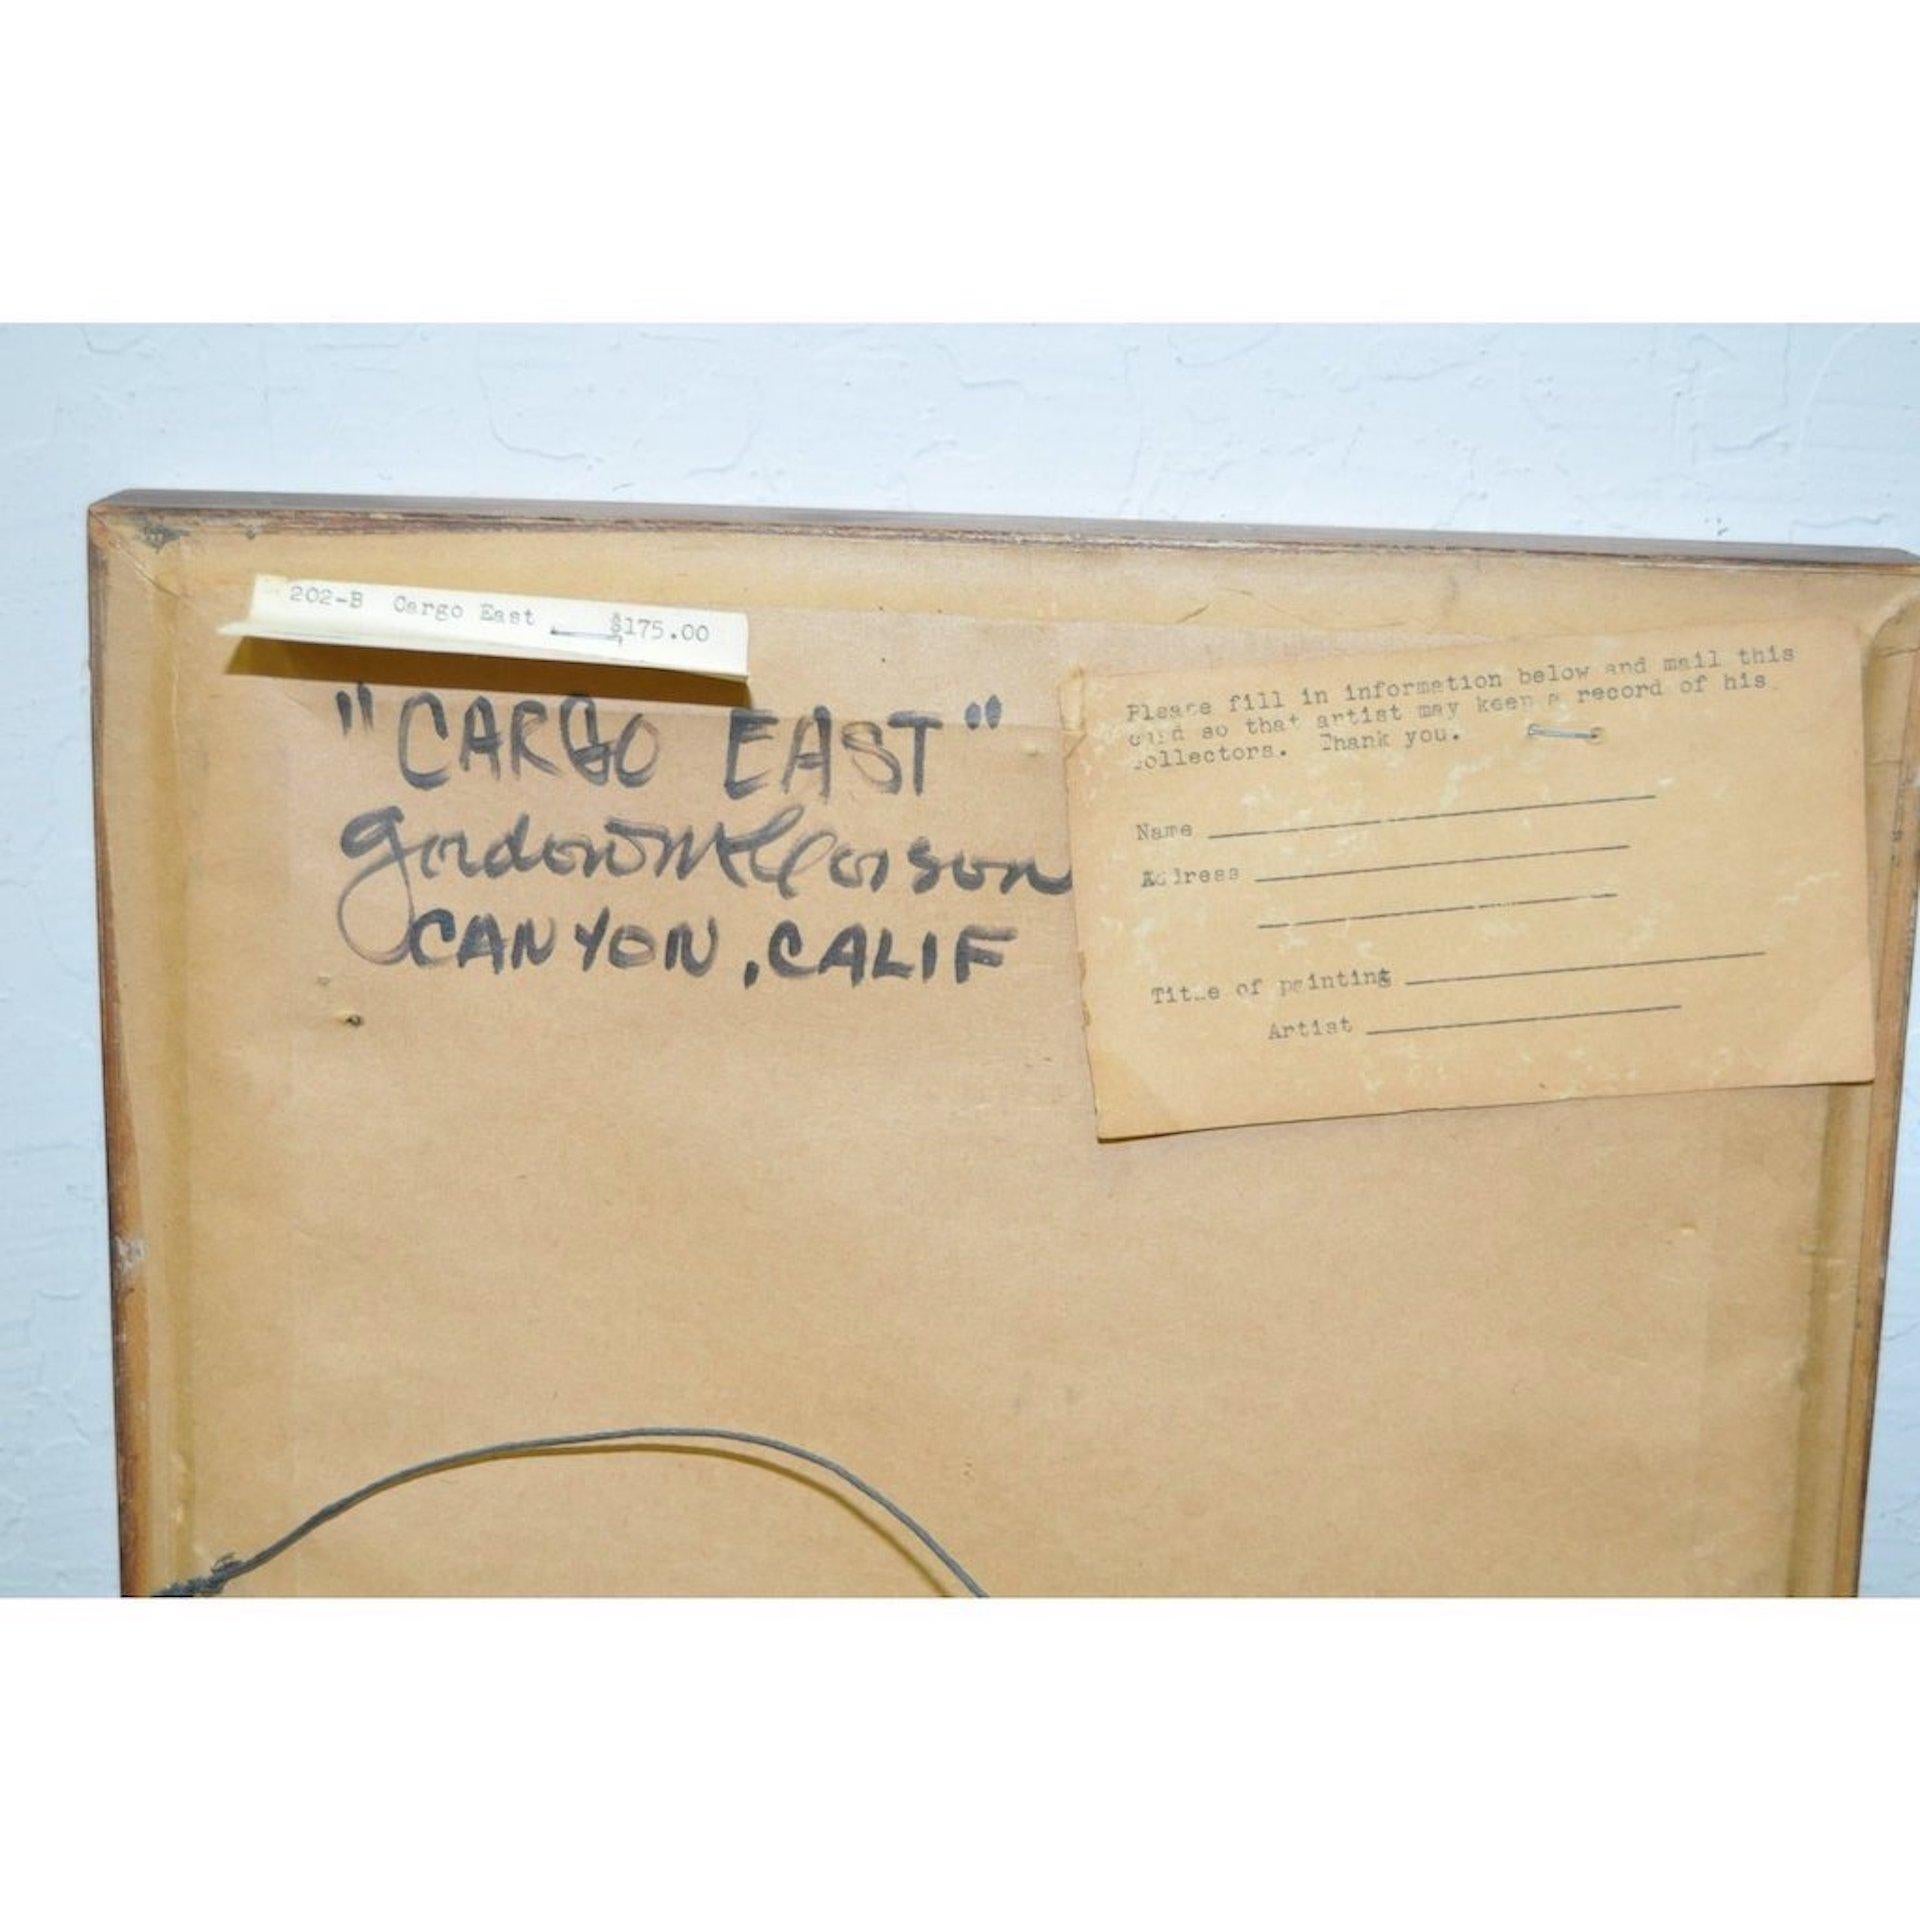 202-B Cargo East $175.00
"CARGO EAST"
Gordon
CANYON, CALIF
Please fill in information below and mail this
card so that artist may keep a record of his
collectors. Thank you.
Name
Address
Title of painting
Artist